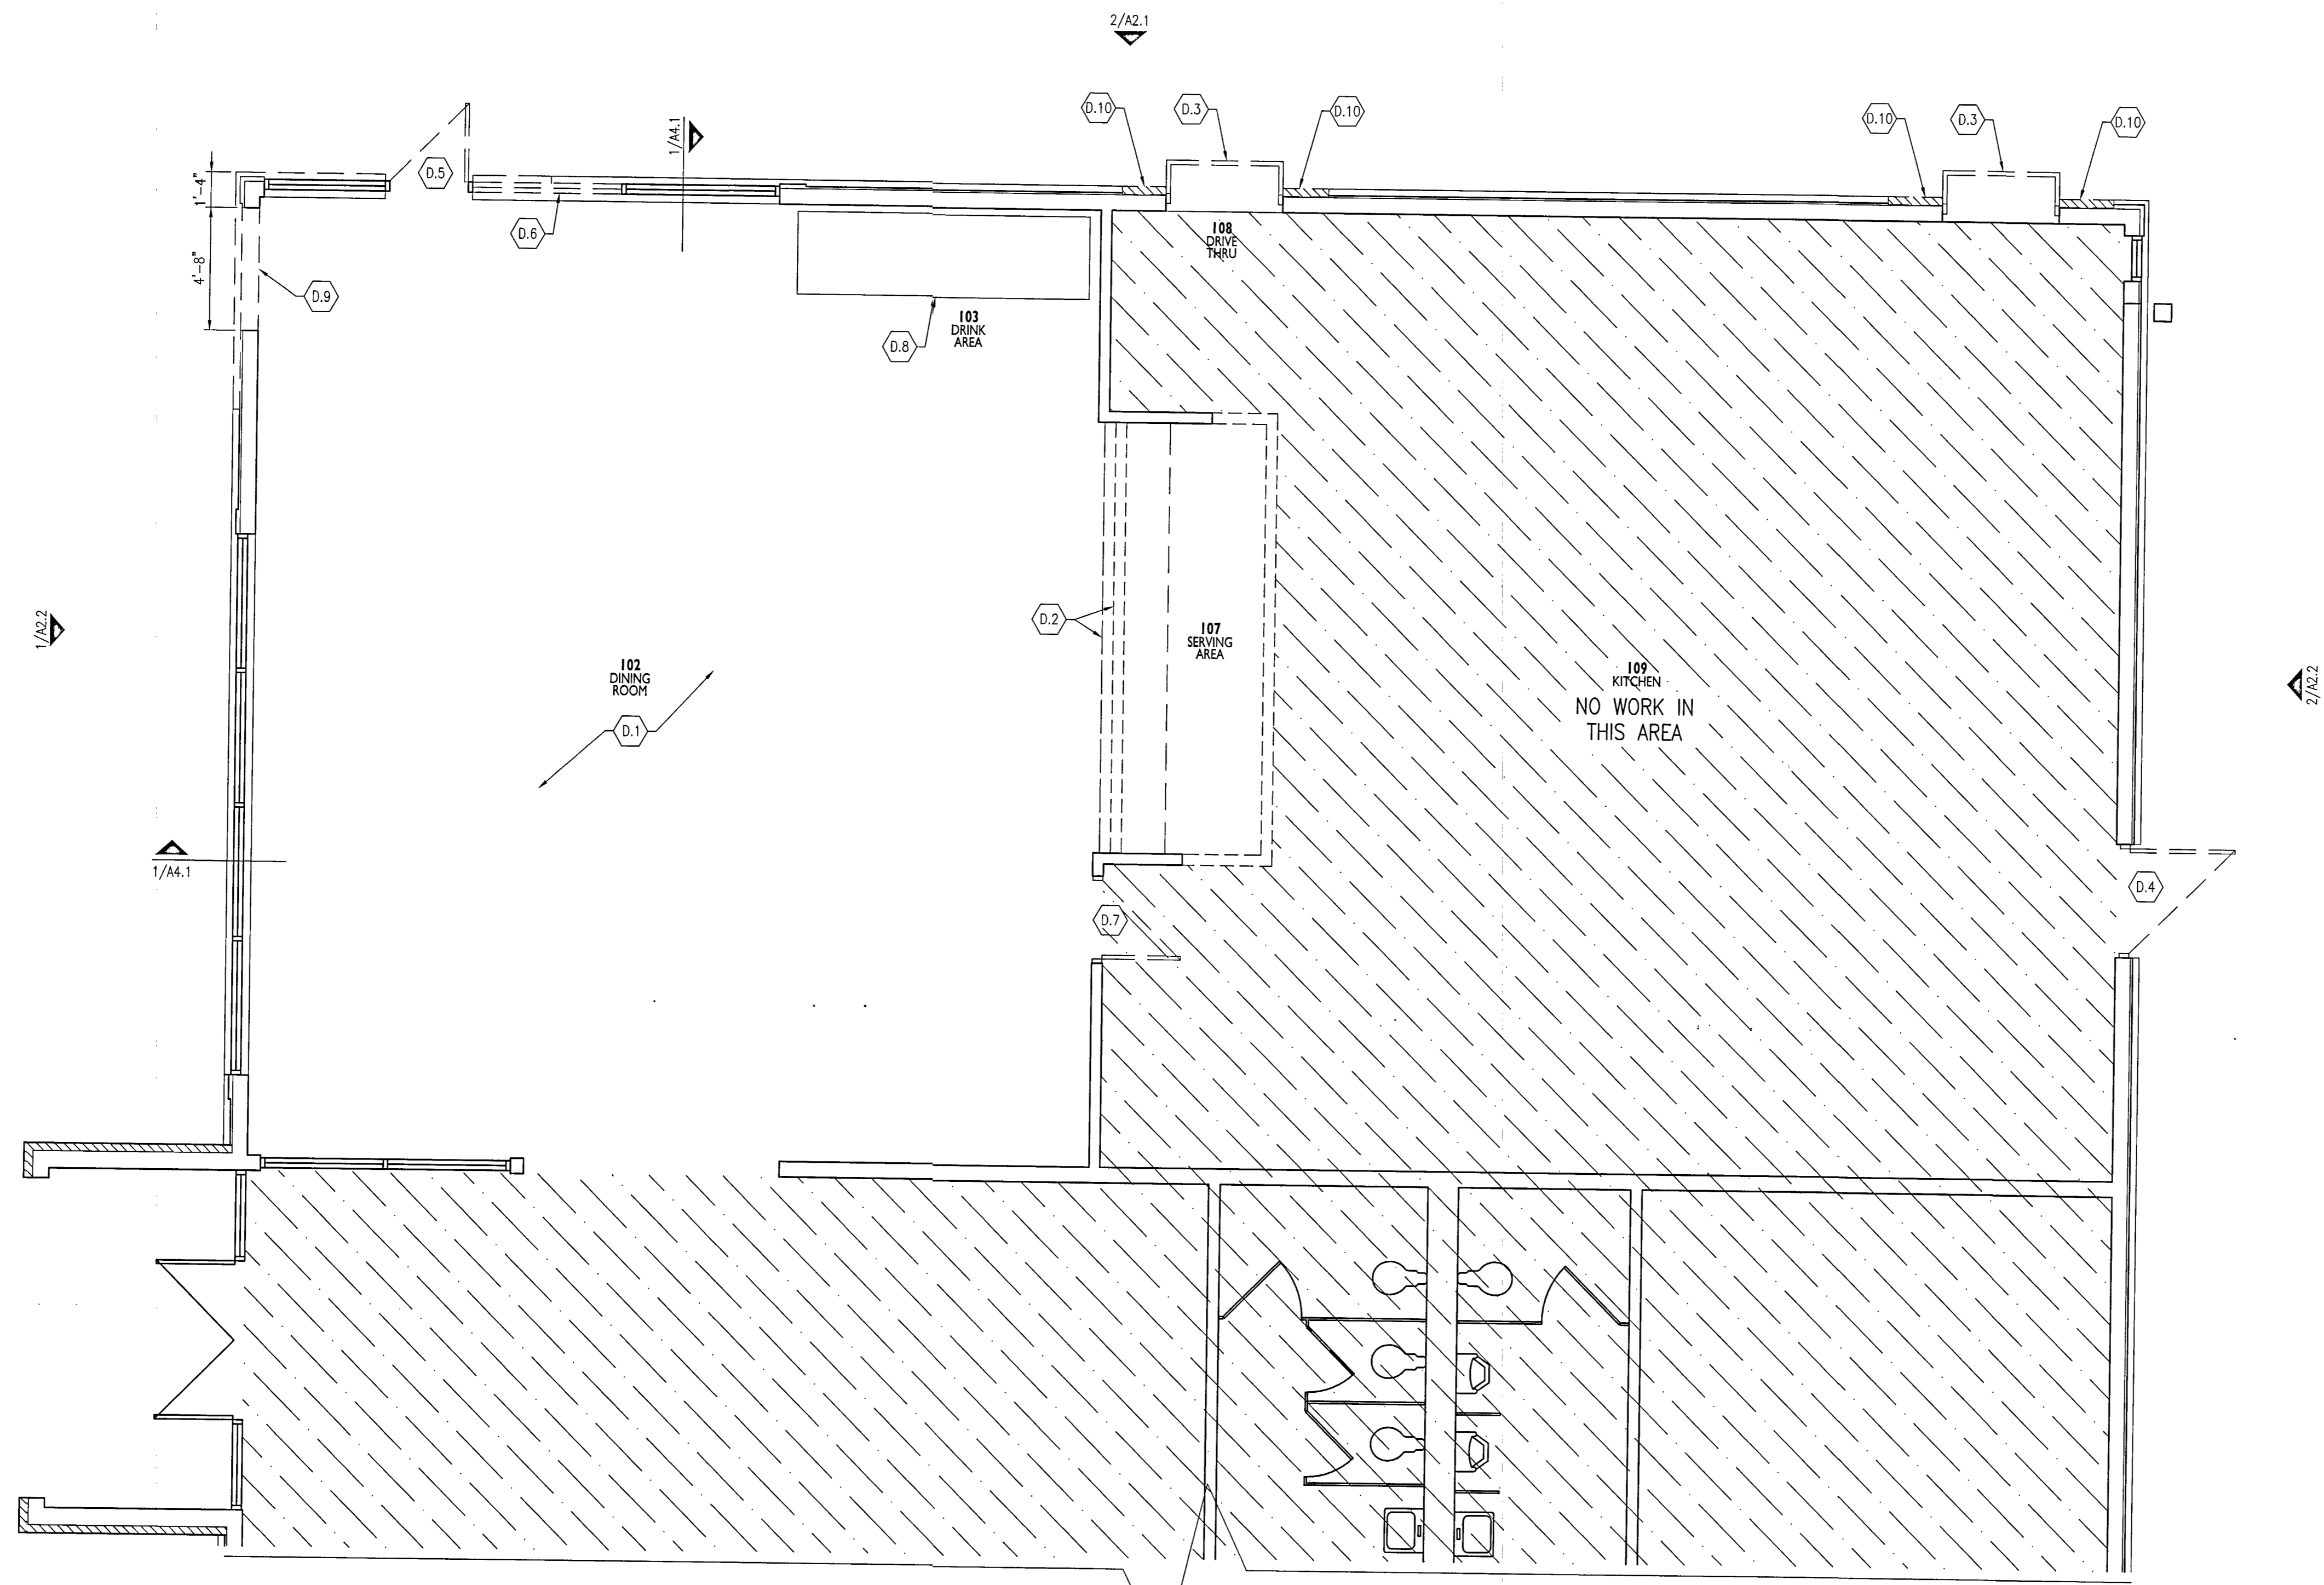 2/A2.1
D.10
D.3
D.10
D.10
D.3
D.10
1/A4.1
D.5
1'-4"
D.6
4'-8"
D.9
108
DRIVE
THRU
103
DRINK
AREA
D.8
1/A2.2
D.2
107
SERVING
AREA
102
DINING
ROOM
D.1
109
KITCHEN
NO WORK IN
THIS AREA
2/A2.2
1/A4.1
D.4
D.7